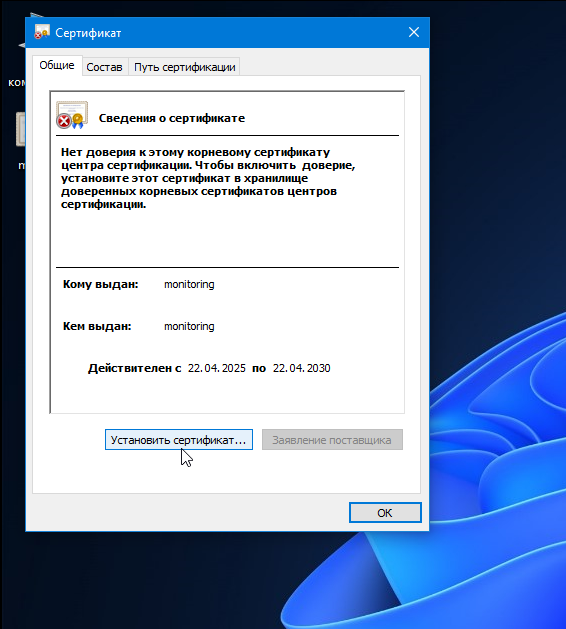 Сертификат
Общие
Состав
Путь сертификации
Сведения о сертификате
Нет доверия к этому корневому сертификату
центра сертификации. Чтобы включить доверие,
установите этот сертификат в хранилище
доверенных корневых сертификатов центров
сертификации.
Кому выдан: monitoring
Кем выдан: monitoring
Действителен с 22.04.2025 по 22.04.2030
Установить сертификат...
Заявление поставщика
OK